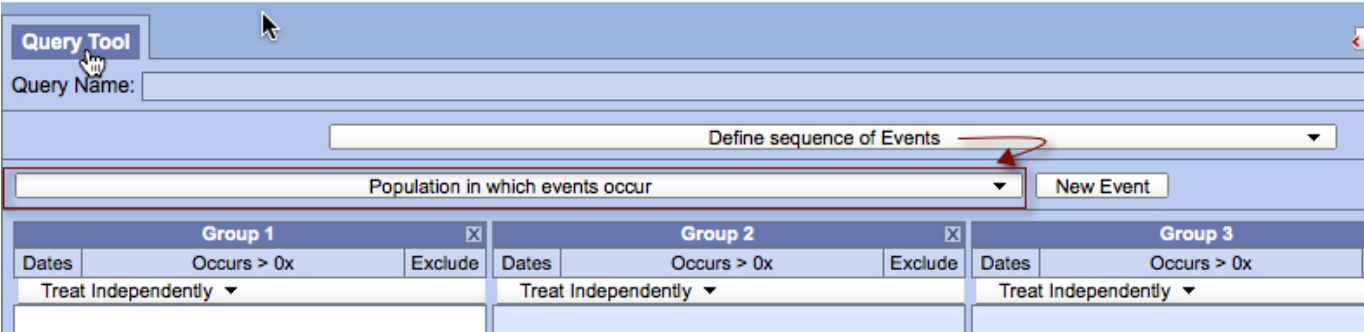 Query Tool
Query Name:
Define sequence of Events
Population in which events occur New Event
Group 1 X Group 2 X Group 3
Dates Occurs > 0x Exclude Dates Occurs > 0x Exclude Dates Occurs > 0x
Treat Independently Treat Independently Treat Independently